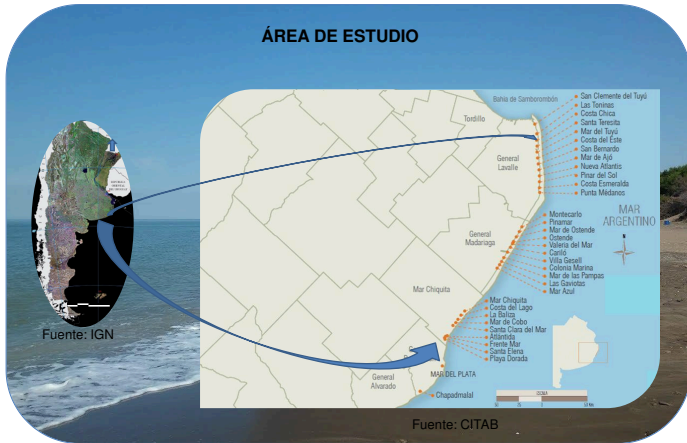 ÁREA DE ESTUDIO
Bahía de Samborombón
San Clemente del Tuyú
Las Toninas
Costa Chica
Santa Teresita
Mar del Tuyú
Costa del Este
San Bernardo
Mar de Ajó
Nueva Atlantis
Pinar del Sol
Costa Esmeralda
Punta Médanos
Tordillo
General
Lavalle
MAR
ARGENTINO
Montecarlo
Pinamar
Mar de Ostende
Ostende
Valeria del Mar
Cariló
Villa Gesell
Colonia Marina
Mar de las Pampas
Las Gaviotas
Mar Azul
General
Madariaga
Mar Chiquita
Mar Chiquita
Costa del Lago
La Baliza
Mar de Cobo
Santa Clara del Mar
Atlántida
Frente Mar
Santa Elena
Playa Dorada
MAR DEL PLATA
General
Alvarado
Chapadmalal
Fuente: IGN
Fuente: CITAB